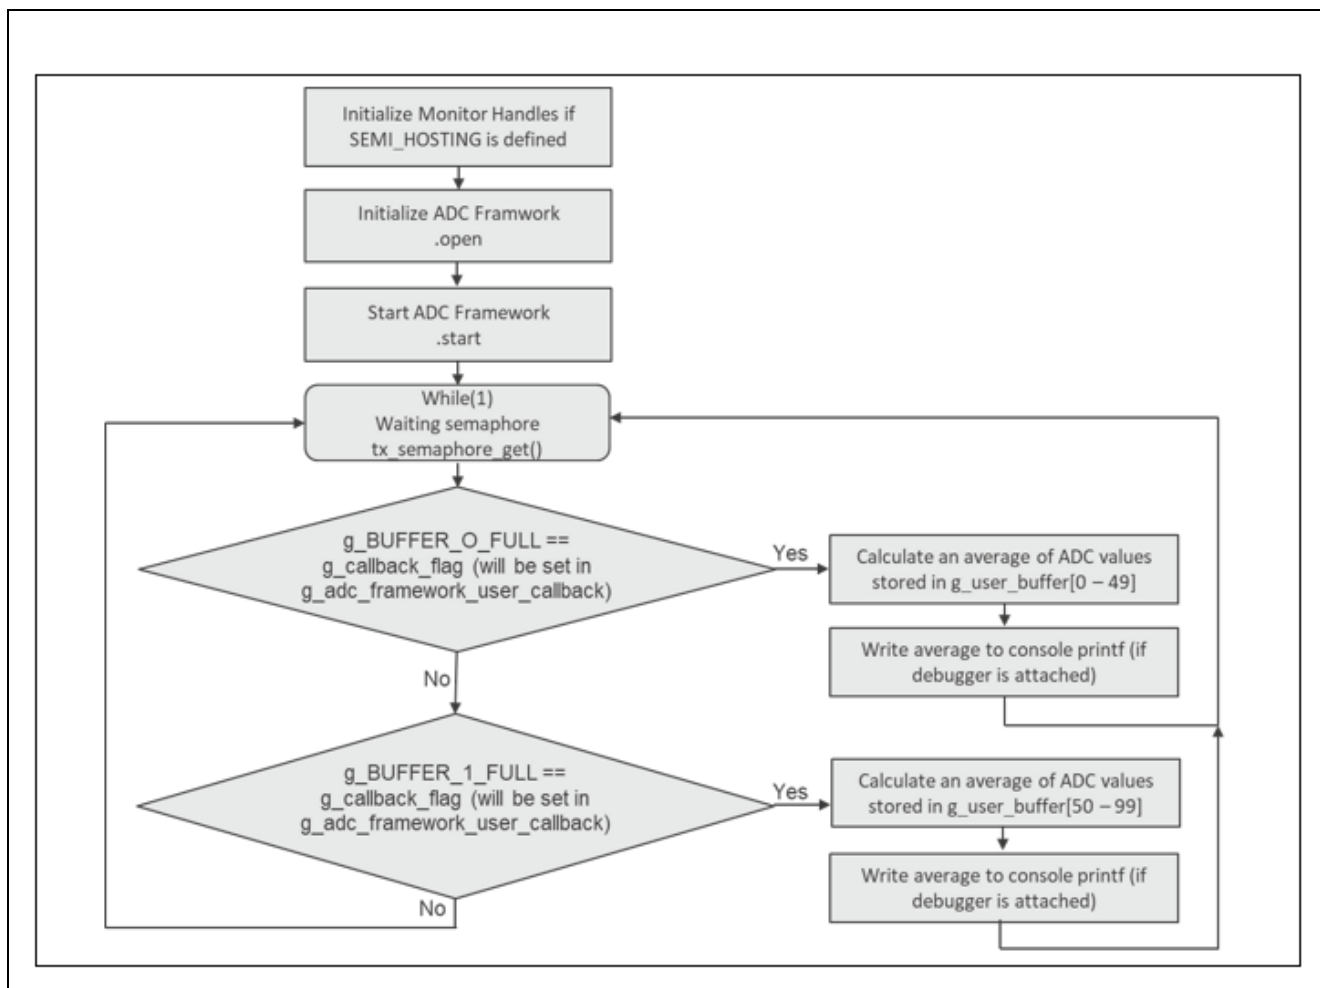 Initialize Monitor Handles if
SEMI_HOSTING is defined
Initialize ADC Framwork
.open
Start ADC Framework
.start
While(1)
Waiting semaphore
tx_semaphore_get()
g_BUFFER_O_FULL ==
g_callback_flag (will be set in
g_adc_framework_user_callback)
Yes
Calculate an average of ADC values
stored in g_user_buffer[0 – 49]
Write average to console printf (if
debugger is attached)
No
g_BUFFER_1_FULL ==
g_callback_flag (will be set in
g_adc_framework_user_callback)
Yes
Calculate an average of ADC values
stored in g_user_buffer[50 – 99]
Write average to console printf (if
debugger is attached)
No